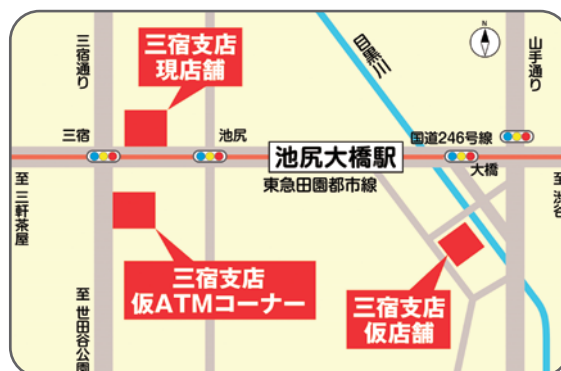 三宿支店
現店舗
三宿通り
目黒川
N
山手通り
三宿
池尻
池尻大橋駅
国道246号線
大橋
東急田園都市線
至 三軒茶屋
至 渋谷
三宿支店
仮ATMコーナー
三宿支店
仮店舗
至 世田谷公園